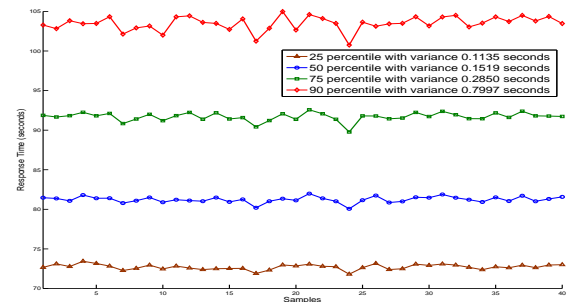 105
100
95
90
85
80
75
70
Response Time (seconds)
25 percentile with variance 0.1135 seconds
50 percentile with variance 0.1519 seconds
75 percentile with variance 0.2850 seconds
90 percentile with variance 0.7997 seconds
5 10 15 20 25 30 35 40
Samples